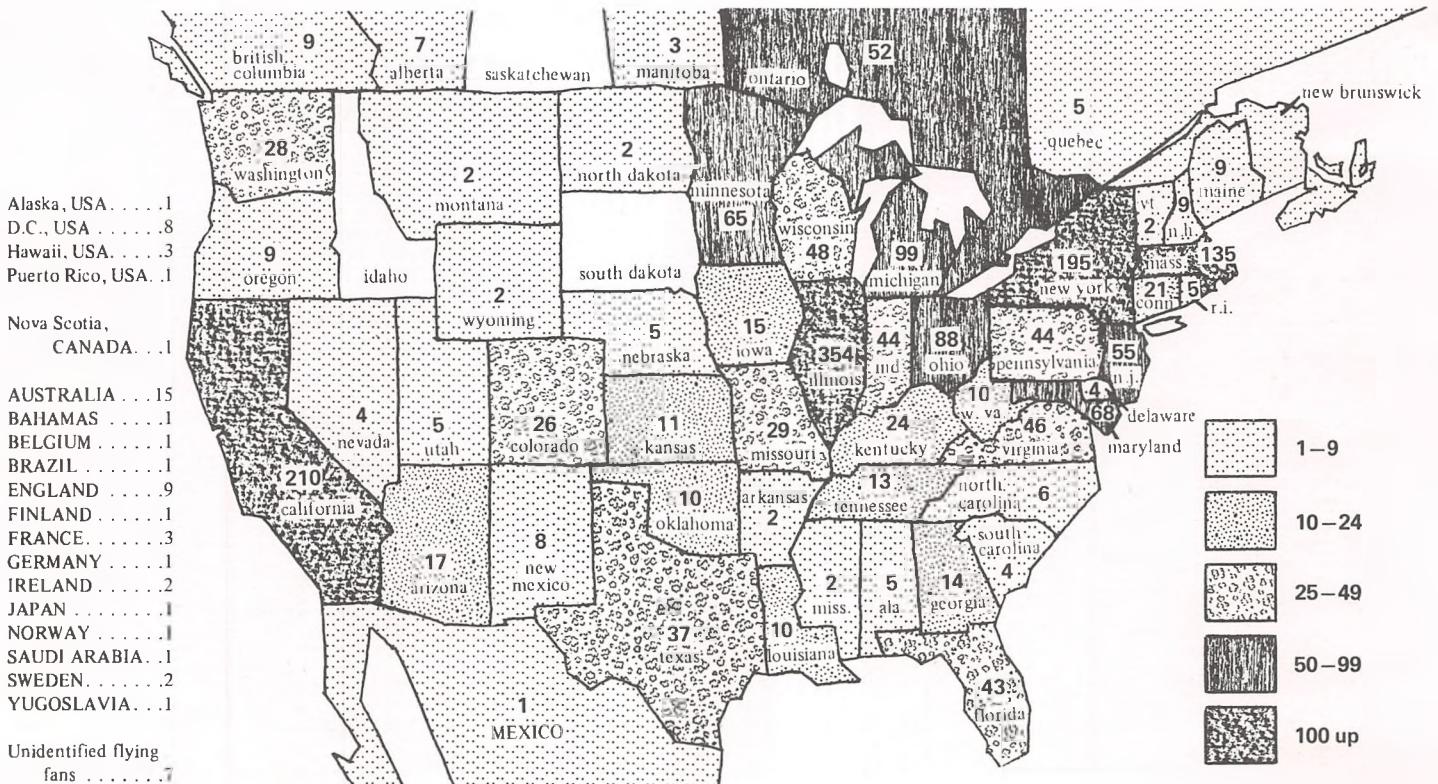 Alaska, USA. . . . .1
D.C., USA . . . . . .8
Hawaii, USA. . . . .3
Puerto Rico, USA. .1
Nova Scotia,
CANADA. . .1
AUSTRALIA . . . 15
BAHAMAS . . . . .1
BELGIUM . . . . . .1
BRAZIL . . . . . . . .1
ENGLAND . . . . .9
FINLAND . . . . . .1
FRANCE. . . . . . . .3
GERMANY . . . . .1
IRELAND . . . . . .2
JAPAN . . . . . . . .1
NORWAY . . . . . .1
SAUDI ARABIA. .1
SWEDEN. . . . . . .2
YUGOSLAVIA. . .1
Unidentified flying
fans . . . . . . .7
9
british
columbia
7
alberta
saskatchewan
3
manitoba
52
ontario
5
quebec
new brunswick
28
washington
2
montana
2
north dakota
minnesota
65
wisconsin
48
99
michigan
195
new york
vt
2
9
n.h.
9
maine
mass
135
21
conn
5
r.i.
9
oregon
idaho
2
wyoming
south dakota
5
nebraska
15
iowa
354
illinois
44
ind
88
ohio
44
pennsylvania
55
n.j.
4
delaware
68
maryland
10
w. va.
46
virginia
4
nevada
5
utah
26
colorado
11
kansas
29
missouri
24
kentucky
210
california
17
arizona
8
new
mexico
10
oklahoma
arkansas
2
13
tennessee
north
carolina
6
south
carolina
4
37
texas
10
louisiana
2
miss.
5
ala
14
georgia
43
florida
1
MEXICO
1–9
10–24
25–49
50–99
100 up